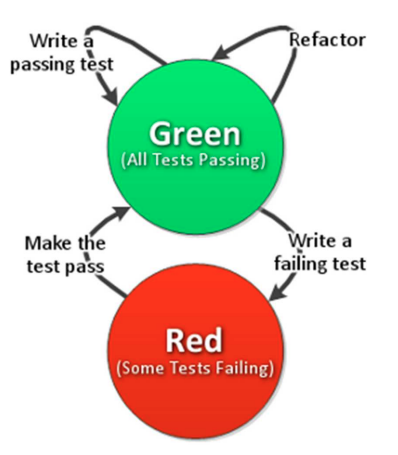 Write a
passing test
Refactor
Green
(All Tests Passing)
Make the
test pass
Write a
failing test
Red
(Some Tests Failing)